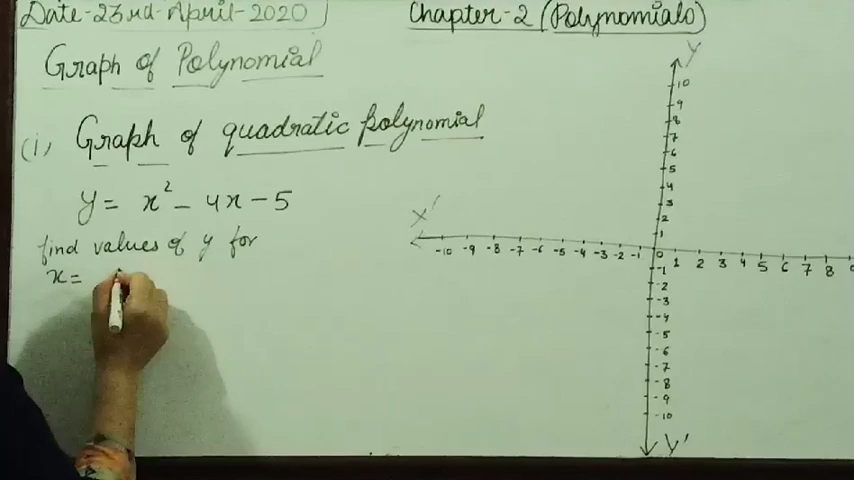 Date-23rd-April-2020
Chapter-2 (Polynomials)
Graph of Polynomial
(i) Graph of quadratic polynomial
y = x² - 4x - 5
find values of y for
x =
Y
10
9
8
7
6
5
4
3
2
1
X'
-10 -9 -8 -7 -6 -5 -4 -3 -2 -1 0 1 2 3 4 5 6 7 8
-1
-2
-3
-4
-5
-6
-7
-8
-9
-10
Y'